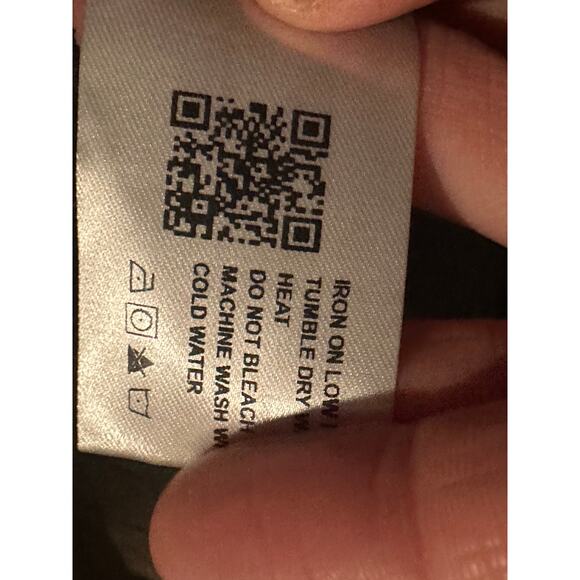 IRON ON LOW
TUMBLE DRY
HEAT
DO NOT BLEACH
MACHINE WASH
COLD WATER